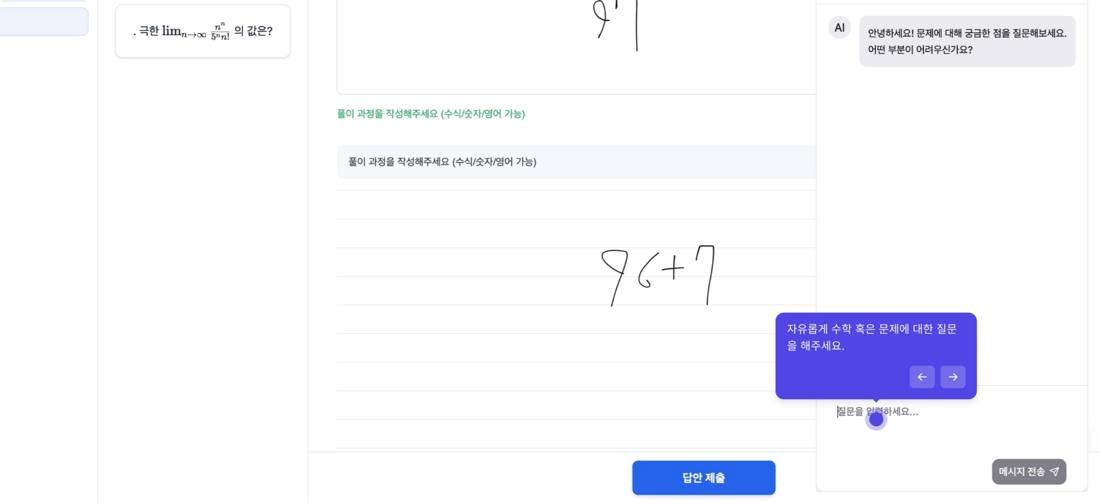 . 극한 lim_{n→∞} \frac{n^n}{5^n n!} 의 값은?
풀이 과정을 작성해주세요 (수식/숫자/영어 가능)
풀이 과정을 작성해주세요 (수식/숫자/영어 가능)
96+7
답안 제출
AI
안녕하세요! 문제에 대해 궁금한 점을 질문해보세요.
어떤 부분이 어려우신가요?
자유롭게 수학 혹은 문제에 대한 질문
을 해주세요.
← →
질문을 입력하세요...
메시지 전송